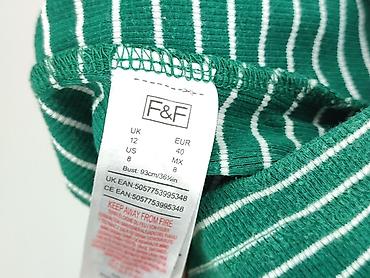 F&F
UK EUR
12 40
US MX
8 8
Bust: 93cm/36½in
UK EAN:5057753995348
CE EAN:5057753995348
KEEP AWAY FROM FIRE